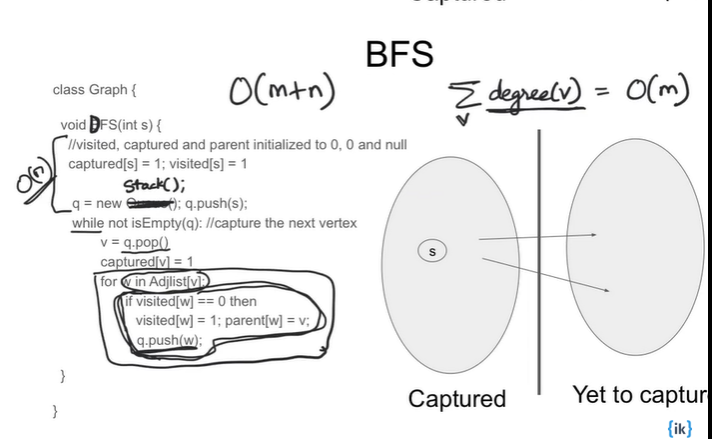 BFS
class Graph {
O(m+n)
∑ degree(v) = O(m)
v
void DFS(int s) {
//visited, captured and parent initialized to 0, 0 and null
captured[s] = 1; visited[s] = 1
O(n)
Stack();
q = new (); q.push(s);
while not isEmpty(q): //capture the next vertex
v = q.pop()
captured[v] = 1
for w in Adjlist[v]:
if visited[w] == 0 then
visited[w] = 1; parent[w] = v;
q.push(w);
}
}
s
Captured
Yet to captur
{ik}